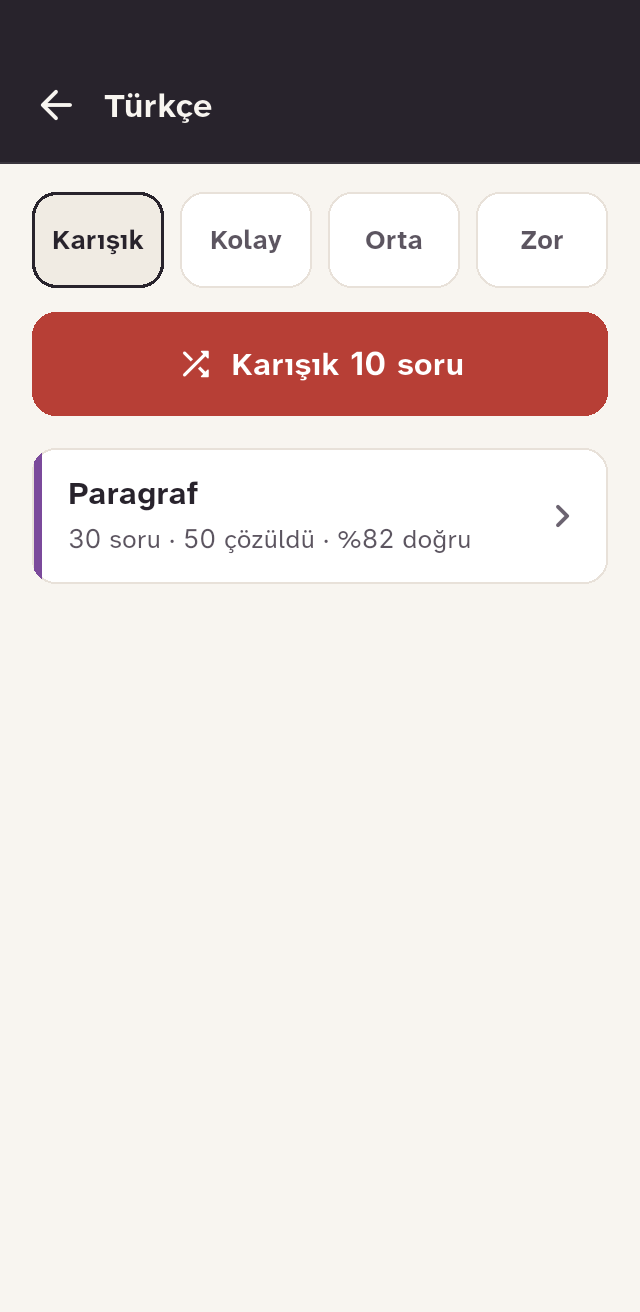 Türkçe
Karışık Kolay Orta Zor
Karışık 10 soru
Paragraf
30 soru · 50 çözüldü · %82 doğru